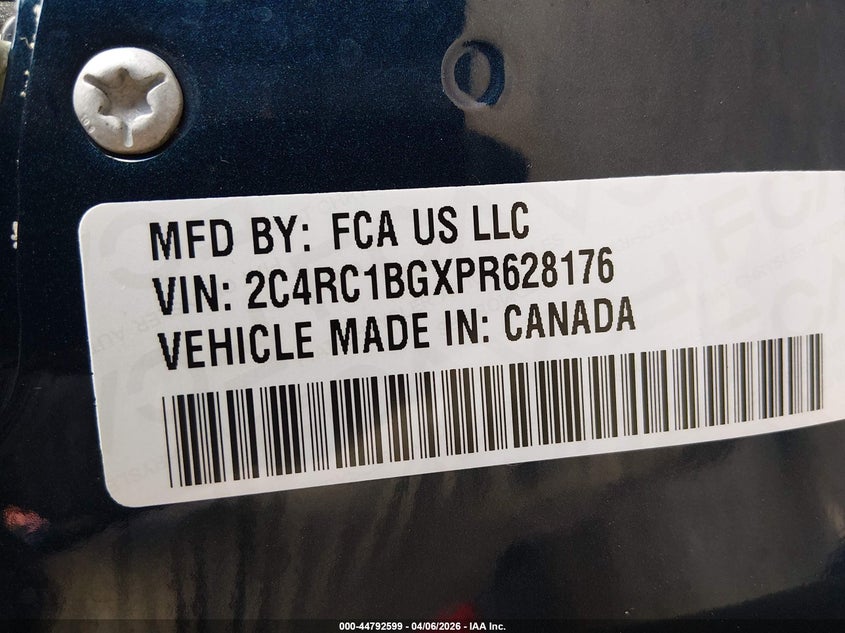 MFD BY: FCA US LLC
VIN: 2C4RC1BGXPR628176
VEHICLE MADE IN: CANADA
000-44792599 - 04/06/2026 - IAA Inc.